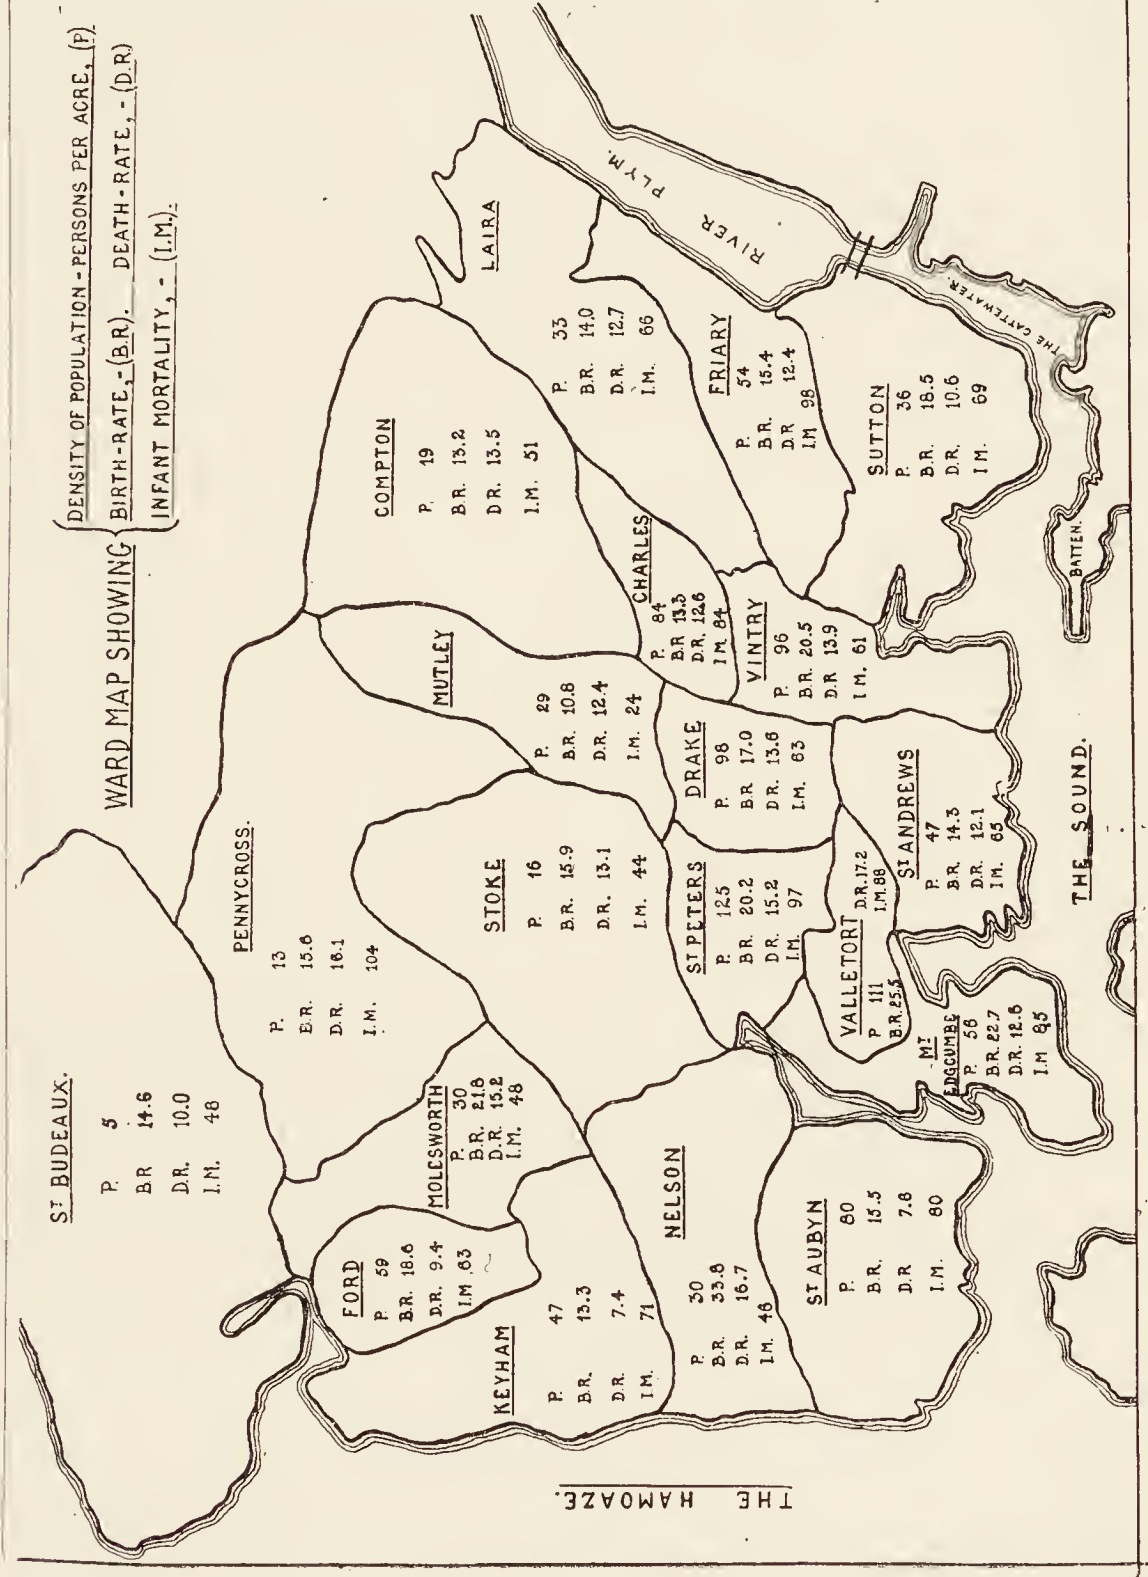 WARD MAP SHOWING
DENSITY OF POPULATION - PERSONS PER ACRE, (P)
BIRTH-RATE,-(B.R). DEATH-RATE,-(D.R)
INFANT MORTALITY, - (I.M.).
ST BUDEAUX.
P. 5
B.R 14.6
D.R. 10.0
I.M. 48
PENNYCROSS.
P. 13
B.R. 15.6
D.R. 16.1
I.M. 104
COMPTON
P. 19
B.R. 13.2
D.R. 13.5
I.M. 51
LAIRA
P. 33
B.R. 14.0
D.R. 12.7
I.M. 66
MUTLEY
P. 29
B.R. 10.8
D.R. 12.4
I.M. 24
FORD
P. 59
B.R. 18.6
D.R. 9.4
I.M. 63
MOLESWORTH
P. 30
B.R. 21.8
D.R. 15.2
I.M. 48
STOKE
P. 16
B.R. 15.9
D.R. 13.1
I.M. 44
KEYHAM
P. 47
B.R. 13.3
D.R. 7.4
I.M. 71
CHARLES
P. 84
B.R 13.3
D.R. 12.6
I.M. 84
FRIARY
P. 54
B.R. 15.4
D.R 12.4
I.M 98
RIVER PLYM.
NELSON
P. 30
B.R. 33.8
D.R. 16.7
I.M. 46
ST PETERS
P. 125
B.R. 20.2
D.R. 15.2
I.M. 97
DRAKE
P. 98
B.R 17.0
D.R. 13.6
I.M. 63
VINTRY
P. 96
B.R. 20.5
D.R 13.9
I.M. 61
SUTTON
P. 36
B.R. 18.5
D.R. 10.6
I.M. 69
ST AUBYN
P. 80
B.R. 15.5
D.R 7.8
I.M. 80
VALLETORT
P 111
B.R. 25.5
D.R. 17.2
I.M. 88
ST ANDREWS
P. 47
B.R. 14.3
D.R. 12.1
I.M. 65
MT EDGCUMBE
P. 56
B.R. 22.7
D.R. 12.6
I.M 85
THE CATTEWATER.
BATTEN.
THE SOUND.
THE HAMOAZE.